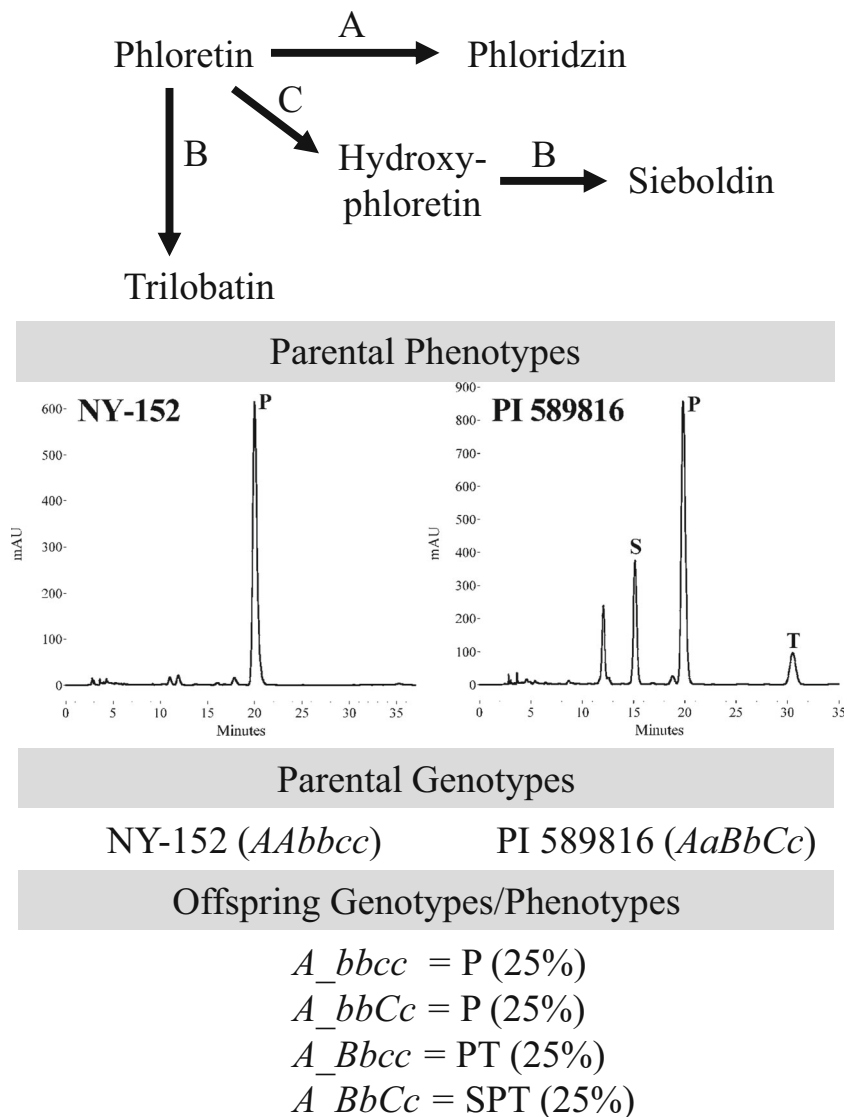 A
Phloretin
Phloridzin
C
B
Hydroxy-
phloretin
B
Sieboldin
Trilobatin
Parental Phenotypes
NY-152
P
600-
500-
400-
300-
200-
100-
0-
mAU
0 5 10 15 20 25 30 35
Minutes
PI 589816
P
S
T
900-
800-
700-
600-
500-
400-
300-
200-
100-
0-
mAU
0 5 10 15 20 25 30 35
Minutes
Parental Genotypes
NY-152 (AAbbcc) PI 589816 (AaBbCc)
Offspring Genotypes/Phenotypes
A_bbcc = P (25%)
A_bbCc = P (25%)
A_Bbcc = PT (25%)
A_BbCc = SPT (25%)